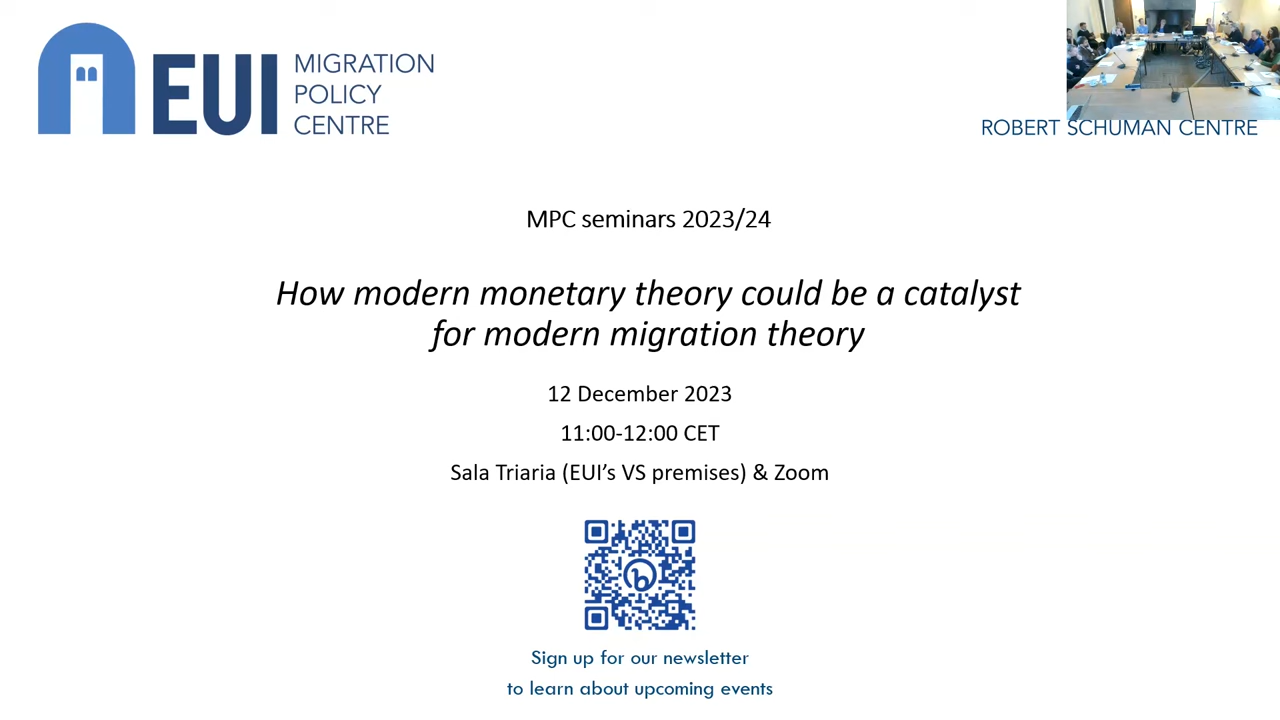 EUI
MIGRATION
POLICY
CENTRE
ROBERT SCHUMAN CENTRE
MPC seminars 2023/24
How modern monetary theory could be a catalyst
for modern migration theory
12 December 2023
11:00-12:00 CET
Sala Triaria (EUI’s VS premises) & Zoom
Sign up for our newsletter
to learn about upcoming events